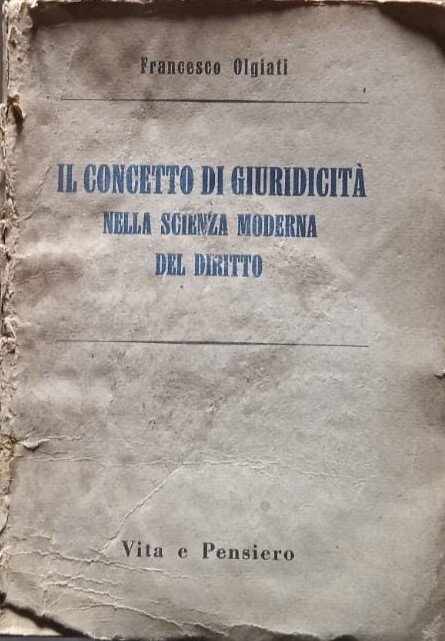 Francesco Olgiati
IL CONCETTO DI GIURIDICITÀ
NELLA SCIENZA MODERNA
DEL DIRITTO
Vita e Pensiero